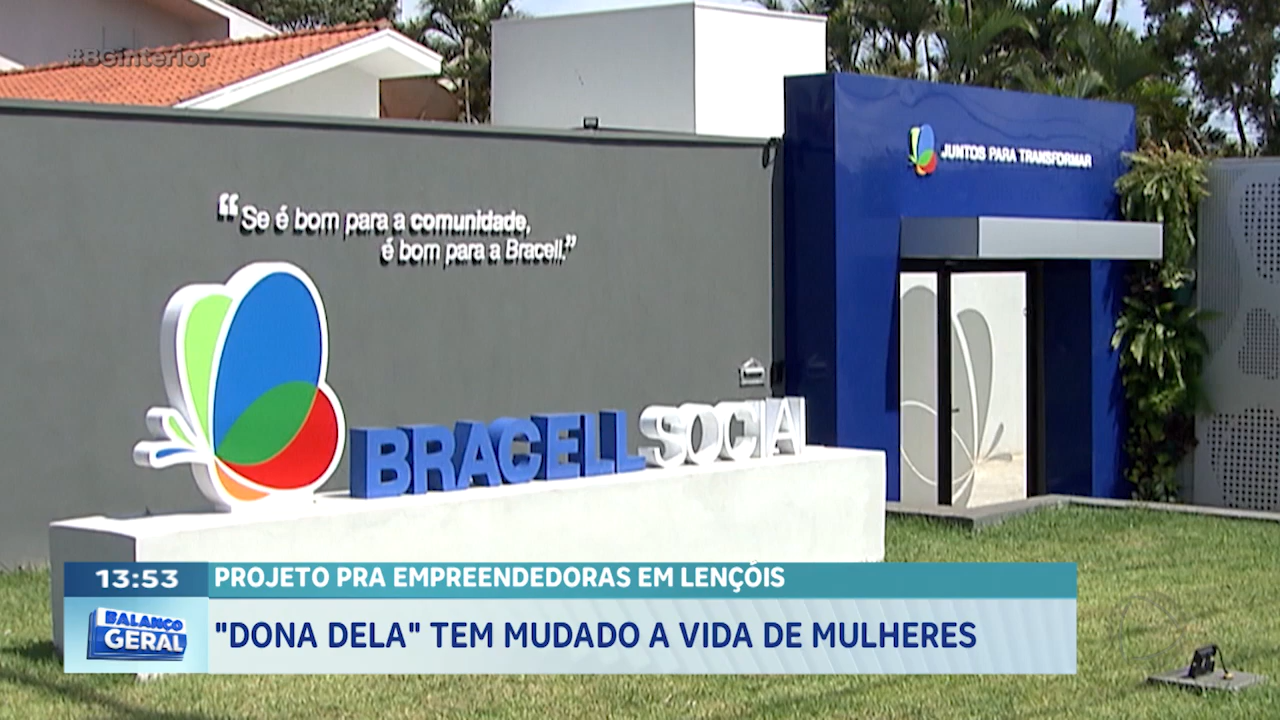 #BGinterior
JUNTOS PARA TRANSFORMAR
“Se é bom para a comunidade,
é bom para a Bracell.”
BRACELL SOCIAL
13:53
PROJETO PRA EMPREENDEDORAS EM LENÇÓIS
BALANÇO
GERAL
"DONA DELA" TEM MUDADO A VIDA DE MULHERES